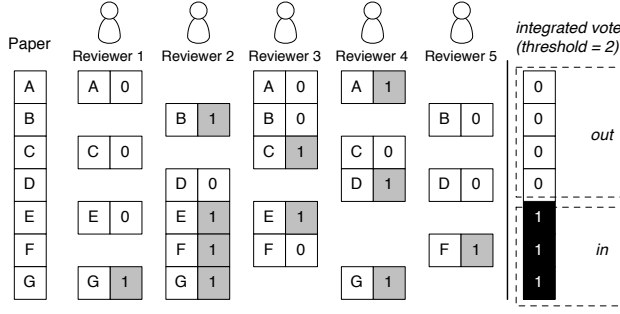 integrated vote
(threshold = 2)
Paper Reviewer 1 Reviewer 2 Reviewer 3 Reviewer 4 Reviewer 5
A A 0 A 0 A 1 0
B B 1 B 0 B 0 0
C C 0 C 1 C 0 0
out
D D 0 D 1 D 0 0
E E 0 E 1 E 1 1
F F 1 F 0 F 1 1
in
G G 1 G 1 G 1 1